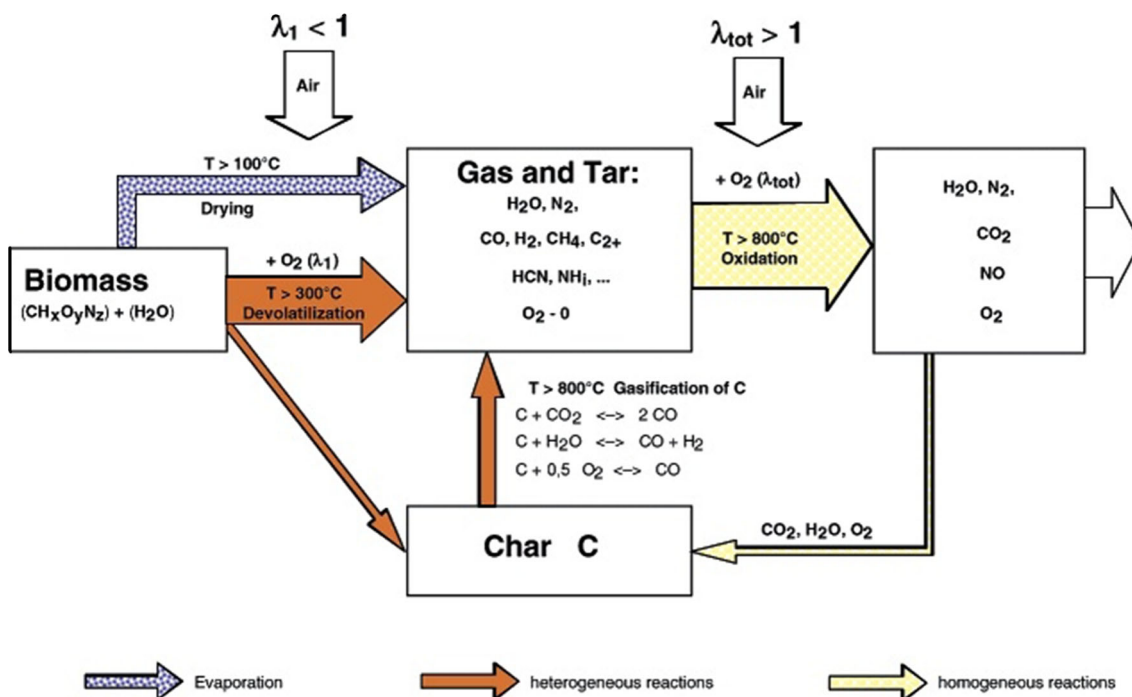 λ1 < 1
λtot > 1
Air
Air
T > 100°C
Drying
Biomass
(CHxOyNz) + (H2O)
+ O2 (λ1)
T > 300°C
Devolatilization
Gas and Tar:
H2O, N2,
CO, H2, CH4, C2+
HCN, NHi, ...
O2 - 0
+ O2 (λtot)
T > 800°C
Oxidation
H2O, N2,
CO2
NO
O2
T > 800°C Gasification of C
C + CO2 <-> 2 CO
C + H2O <-> CO + H2
C + 0,5 O2 <-> CO
Char C
CO2, H2O, O2
Evaporation
heterogeneous reactions
homogeneous reactions